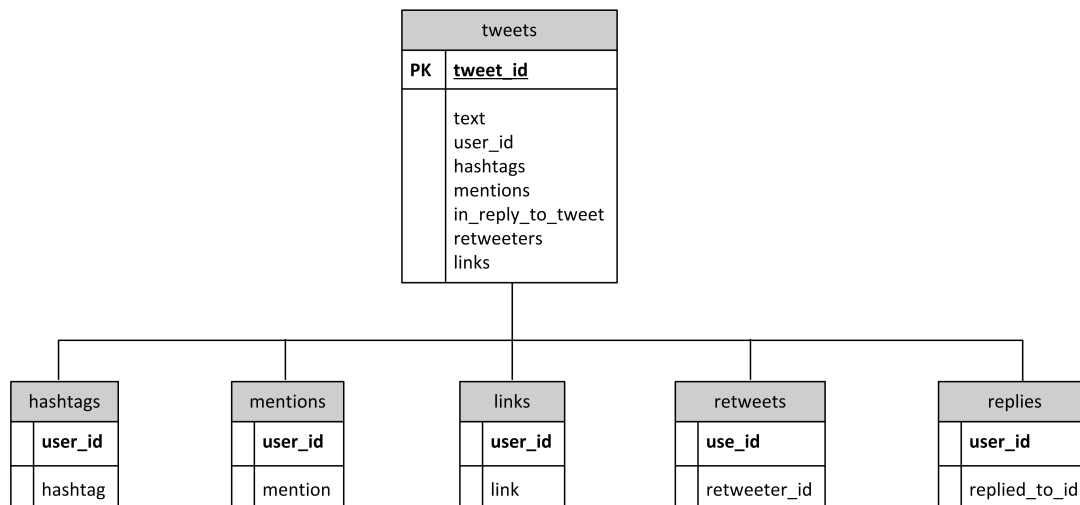 tweets
PK tweet_id
text
user_id
hashtags
mentions
in_reply_to_tweet
retweeters
links
hashtags mentions links retweets replies
user_id user_id user_id use_id user_id
hashtag mention link retweeter_id replied_to_id